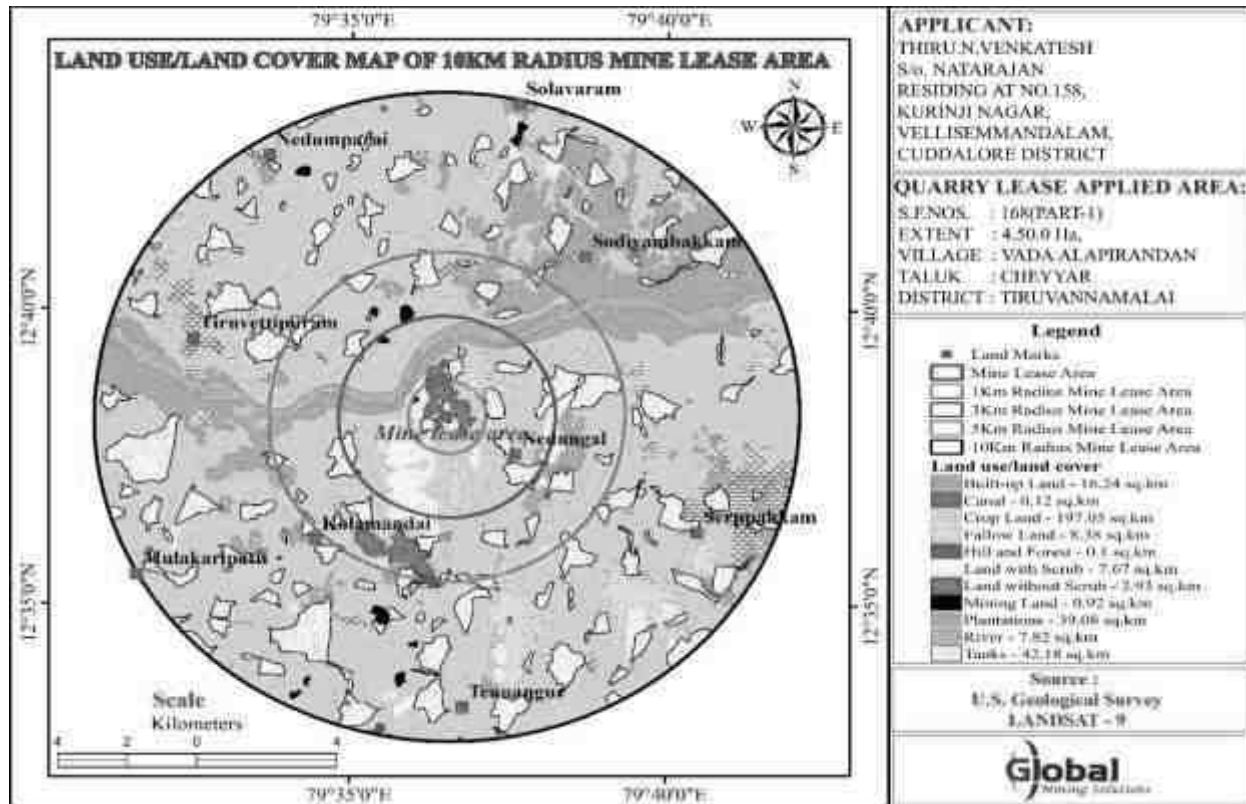 79°35'0"E 79°40'0"E
LAND USE/LAND COVER MAP OF 10KM RADIUS MINE LEASE AREA
Solavaram
N
W E
S
Nedumparai
Sodiyambakkam
12°40'0"N
12°40'0"N
Tiruvettipuram
Mine lease area
Nedungal
Serppakkam
Kolamandai
Mulakaripattu
12°35'0"N
12°35'0"N
Tennangur
Scale
Kilometers
4 2 0 4
79°35'0"E 79°40'0"E
APPLICANT:
THIRU.N.VENKATESH
S/o. NATARAJAN
RESIDING AT NO.158,
KURINJI NAGAR,
VELLISEMMANDALAM,
CUDDALORE DISTRICT
QUARRY LEASE APPLIED AREA:
S.F.NOS. : 168(PART-1)
EXTENT : 4.50.0 Ha,
VILLAGE : VADA ALAPIRANDAN
TALUK : CHEYYAR
DISTRICT : TIRUVANNAMALAI
Legend
Land Marks
Mine Lease Area
1Km Radius Mine Lease Area
3Km Radius Mine Lease Area
5Km Radius Mine Lease Area
10Km Radius Mine Lease Area
Land use/land cover
Built-up Land - 16.24 sq.km
Canal - 0.12 sq.km
Crop Land - 197.05 sq.km
Fallow Land - 8.38 sq.km
Hill and Forest - 0.1 sq.km
Land with Scrub - 7.67 sq.km
Land without Scrub - 2.93 sq.km
Mining Land - 0.92 sq.km
Plantations - 39.08 sq.km
River - 7.82 sq.km
Tanks - 42.18 sq.km
Source :
U.S. Geological Survey
LANDSAT - 9
Global
Mining Solutions